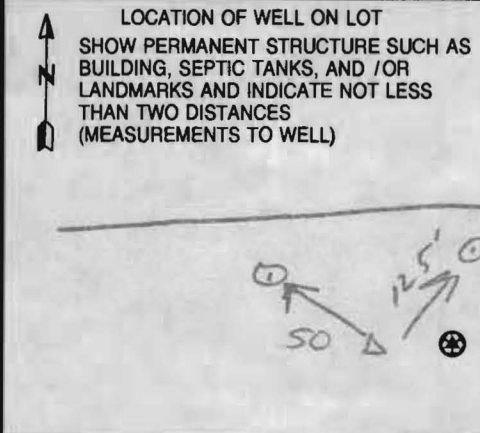 LOCATION OF WELL ON LOT
SHOW PERMANENT STRUCTURE SUCH AS
N BUILDING, SEPTIC TANKS, AND / OR
LANDMARKS AND INDICATE NOT LESS
THAN TWO DISTANCES
(MEASUREMENTS TO WELL)
125'
50